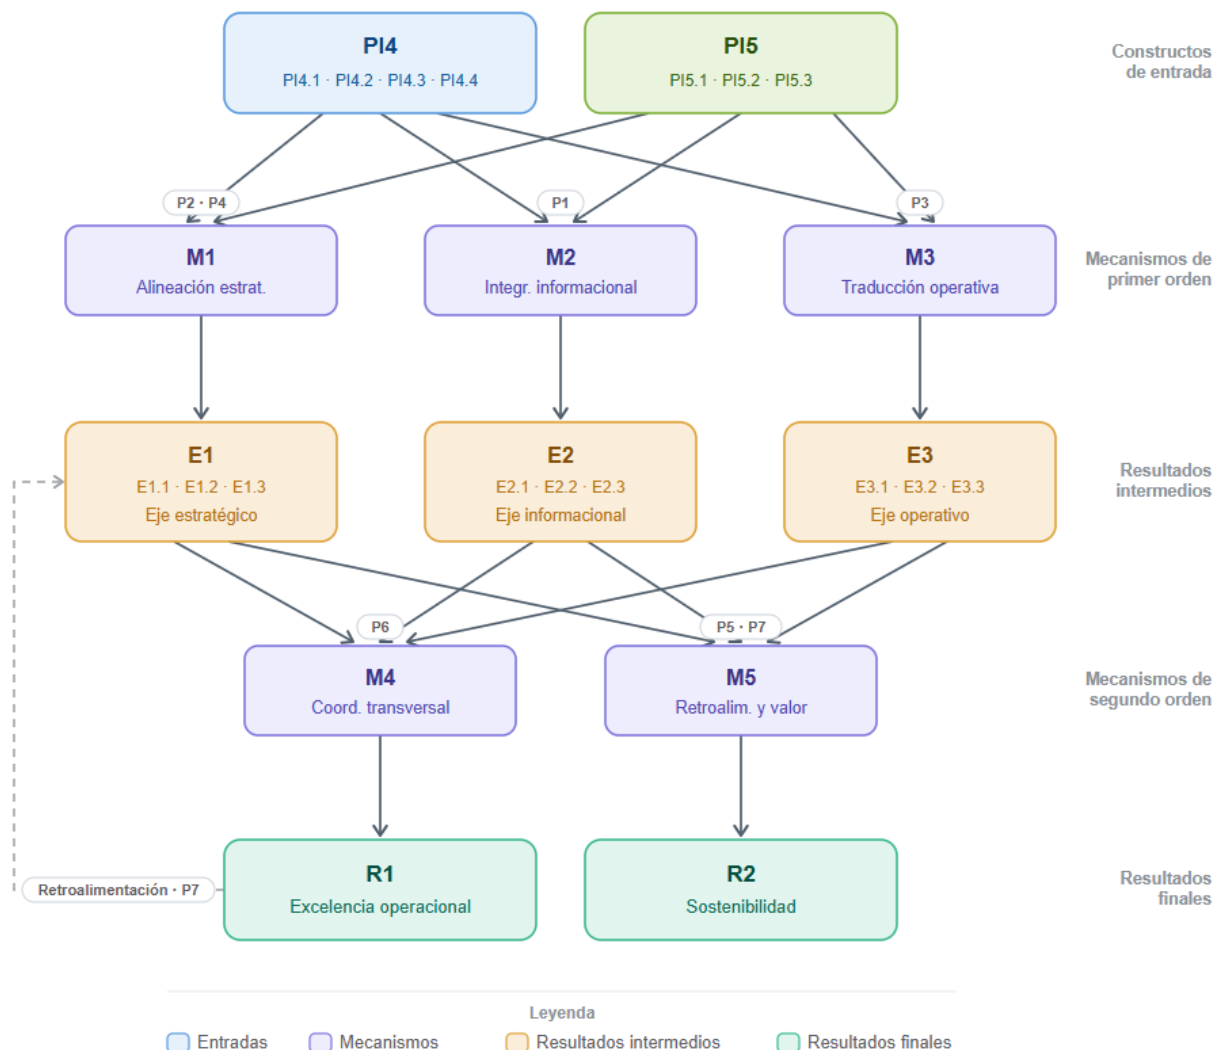 PI4
PI4.1 · PI4.2 · PI4.3 · PI4.4
PI5
PI5.1 · PI5.2 · PI5.3
Constructos
de entrada
P2 · P4
P1
P3
M1
Alineación estrat.
M2
Integr. informacional
M3
Traducción operativa
Mecanismos de
primer orden
E1
E1.1 · E1.2 · E1.3
Eje estratégico
E2
E2.1 · E2.2 · E2.3
Eje informacional
E3
E3.1 · E3.2 · E3.3
Eje operativo
Resultados
intermedios
P6
P5 · P7
M4
Coord. transversal
M5
Retroalim. y valor
Mecanismos de
segundo orden
Retroalimentación · P7
R1
Excelencia operacional
R2
Sostenibilidad
Resultados
finales
Leyenda
Entradas
Mecanismos
Resultados intermedios
Resultados finales